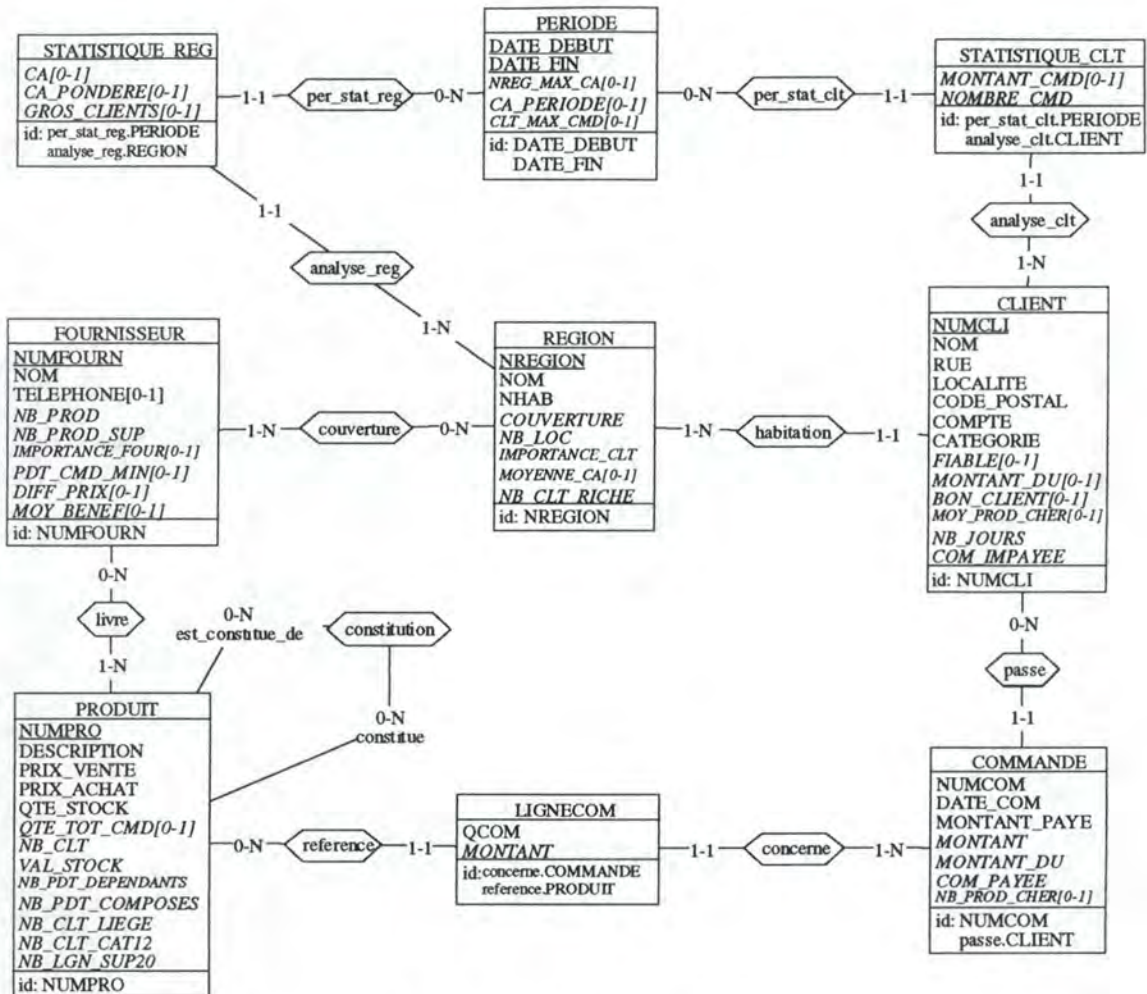 PERIODE
DATE_DEBUT
DATE_FIN
NREG_MAX_CA[0-1]
CA_PERIODE[0-1]
CLT_MAX_CMD[0-1]
id: DATE_DEBUT
DATE_FIN
STATISTIQUE_REG
CA[0-1]
CA_PONDERE[0-1]
GROS_CLIENTS[0-1]
id: per_stat_reg.PERIODE
analyse_reg.REGION
1-1
per_stat_reg
0-N
0-N
per_stat_clt
1-1
STATISTIQUE_CLT
MONTANT_CMD[0-1]
NOMBRE_CMD
id: per_stat_clt.PERIODE
analyse_clt.CLIENT
1-1
analyse_clt
1-N
1-1
analyse_reg
1-N
FOURNISSEUR
NUMFOURN
NOM
TELEPHONE[0-1]
NB_PROD
NB_PROD_SUP
IMPORTANCE_FOUR[0-1]
PDT_CMD_MIN[0-1]
DIFF_PRIX[0-1]
MOY_BENEF[0-1]
id: NUMFOURN
1-N
couverture
0-N
REGION
NREGION
NOM
NHAB
COUVERTURE
NB_LOC
IMPORTANCE_CLT
MOYENNE_CA[0-1]
NB_CLT_RICHE
id: NREGION
1-N
habitation
1-1
CLIENT
NUMCLI
NOM
RUE
LOCALITE
CODE_POSTAL
COMPTE
CATEGORIE
FIABLE[0-1]
MONTANT_DU[0-1]
BON_CLIENT[0-1]
MOY_PROD_CHER[0-1]
NB_JOURS
COM_IMPAYEE
id: NUMCLI
0-N
livre
1-N
0-N
est_constitue_de
constitution
0-N
constitue
0-N
passe
1-1
PRODUIT
NUMPRO
DESCRIPTION
PRIX_VENTE
PRIX_ACHAT
QTE_STOCK
QTE_TOT_CMD[0-1]
NB_CLT
VAL_STOCK
NB_PDT_DEPENDANTS
NB_PDT_COMPOSES
NB_CLT_LIEGE
NB_CLT_CAT12
NB_LGN_SUP20
id: NUMPRO
0-N
reference
1-1
LIGNECOM
QCOM
MONTANT
id: concerne.COMMANDE
reference.PRODUIT
1-1
concerne
1-N
COMMANDE
NUMCOM
DATE_COM
MONTANT_PAYE
MONTANT
MONTANT_DU
COM_PAYEE
NB_PROD_CHER[0-1]
id: NUMCOM
passe.CLIENT